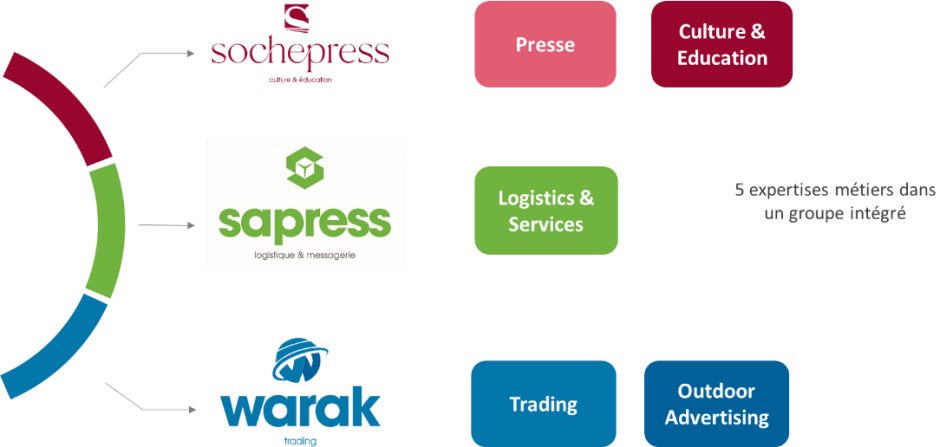 sochepress
culture & éducation
Presse
Culture &
Education
sapress
logistique & messagerie
Logistics &
Services
5 expertises métiers dans
un groupe intégré
warak
trading
Trading
Outdoor
Advertising